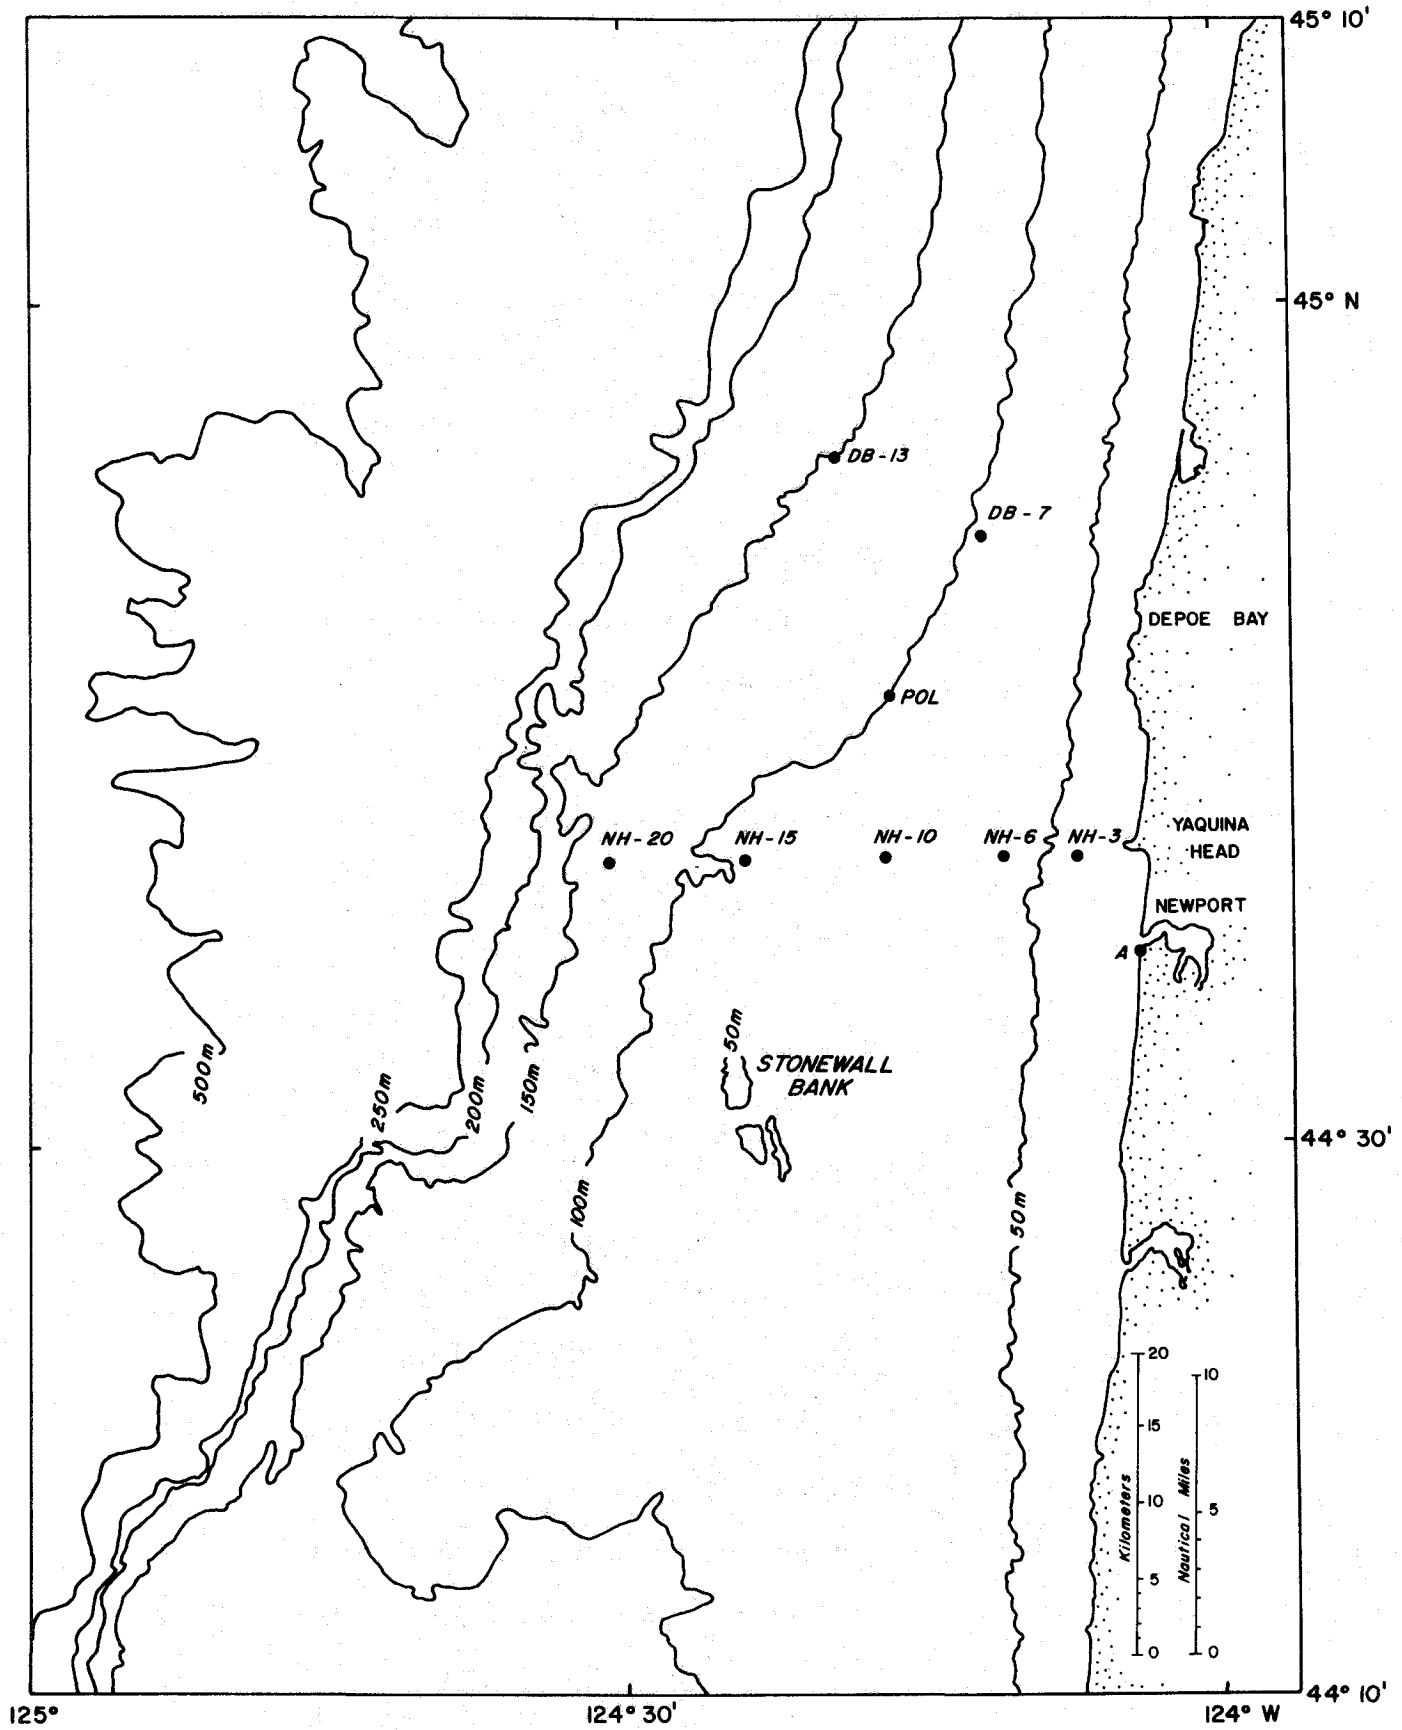 45° 10'
45° N
DB-13
DB-7
DEPOE BAY
POL
YAQUINA
HEAD
NH-20
NH-15
NH-10
NH-6
NH-3
NEWPORT
A
50m
STONEWALL
BANK
500m
250m
200m
150m
44° 30'
100m
50m
20
15
10
5
0
Kilometers
10
5
0
Nautical Miles
44° 10'
125°
124° 30'
124° W